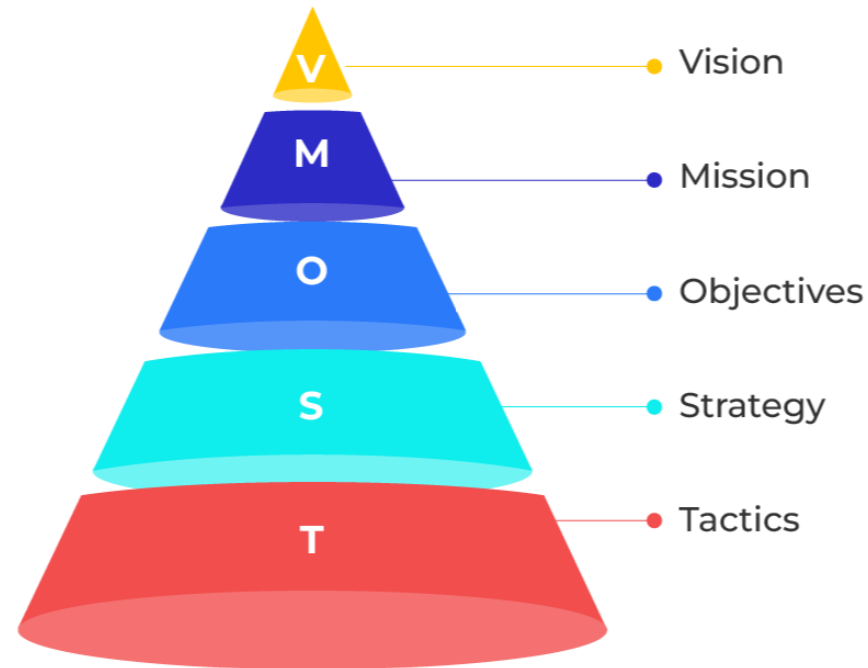 V Vision
M Mission
O Objectives
S Strategy
T Tactics